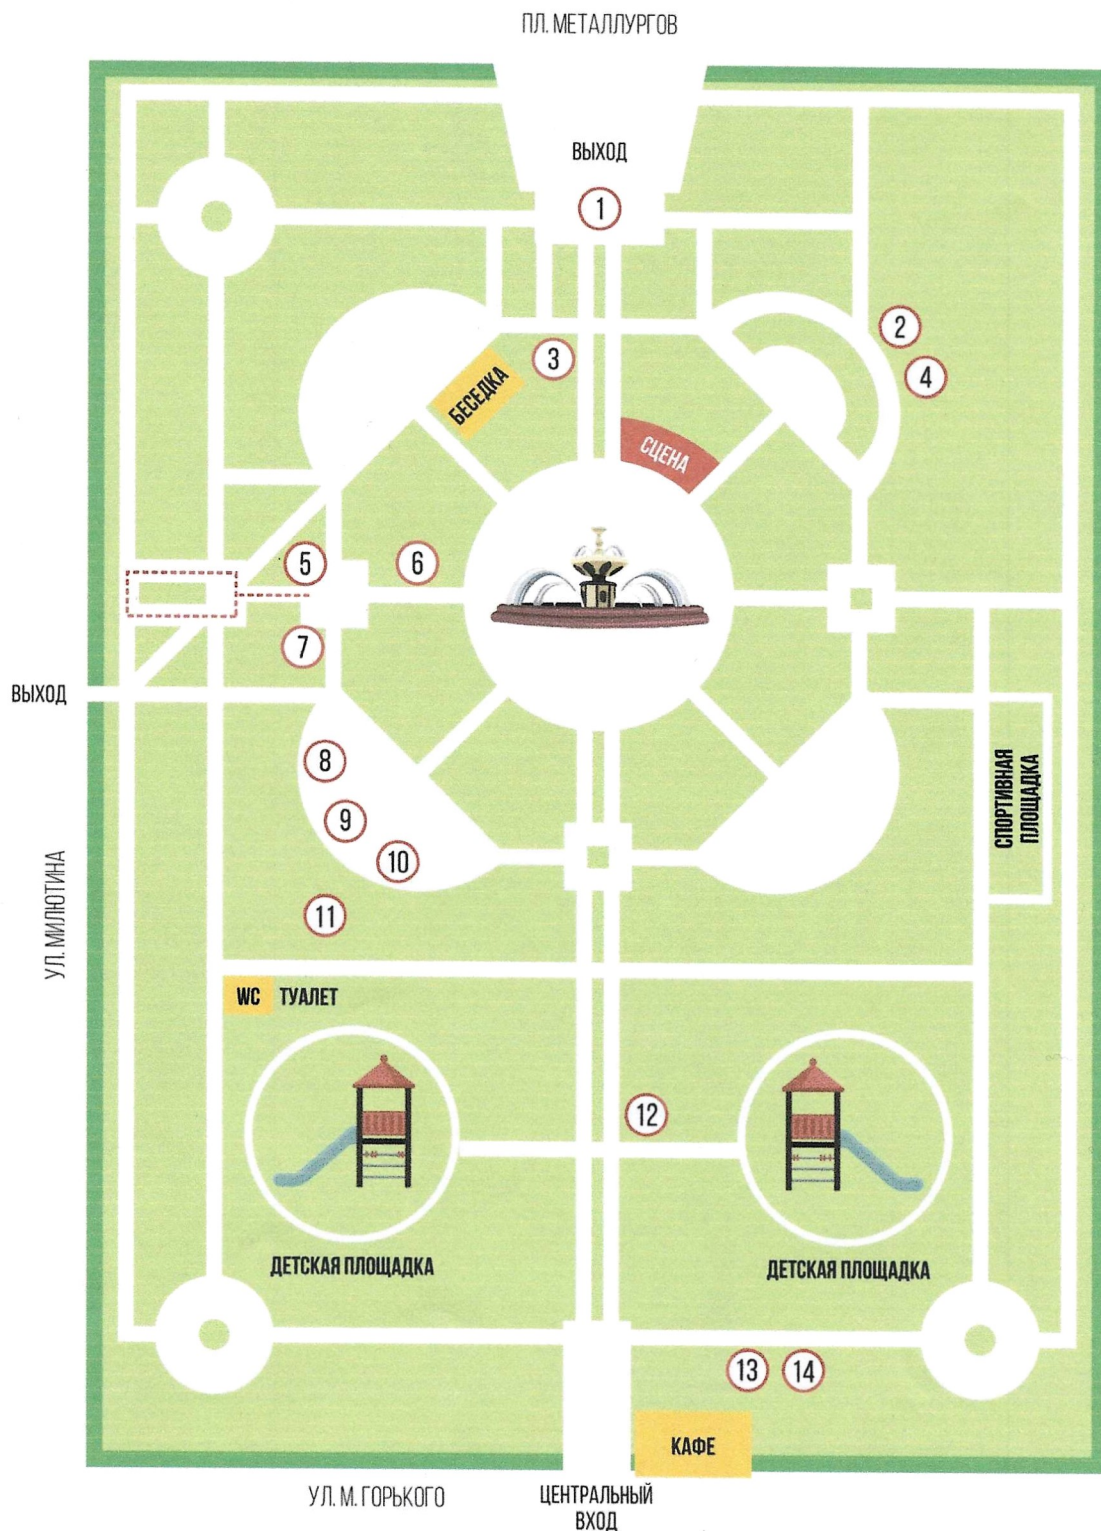 ПЛ. МЕТАЛЛУРГОВ
ВЫХОД
1
2
3
4
БЕСЕДКА
СЦЕНА
5
6
7
ВЫХОД
8
СПОРТИВНАЯ
ПЛОЩАДКА
9
10
УЛ. МИЛЮТИНА
11
WC ТУАЛЕТ
12
ДЕТСКАЯ ПЛОЩАДКА
ДЕТСКАЯ ПЛОЩАДКА
13 14
КАФЕ
УЛ. М. ГОРЬКОГО
ЦЕНТРАЛЬНЫЙ
ВХОД